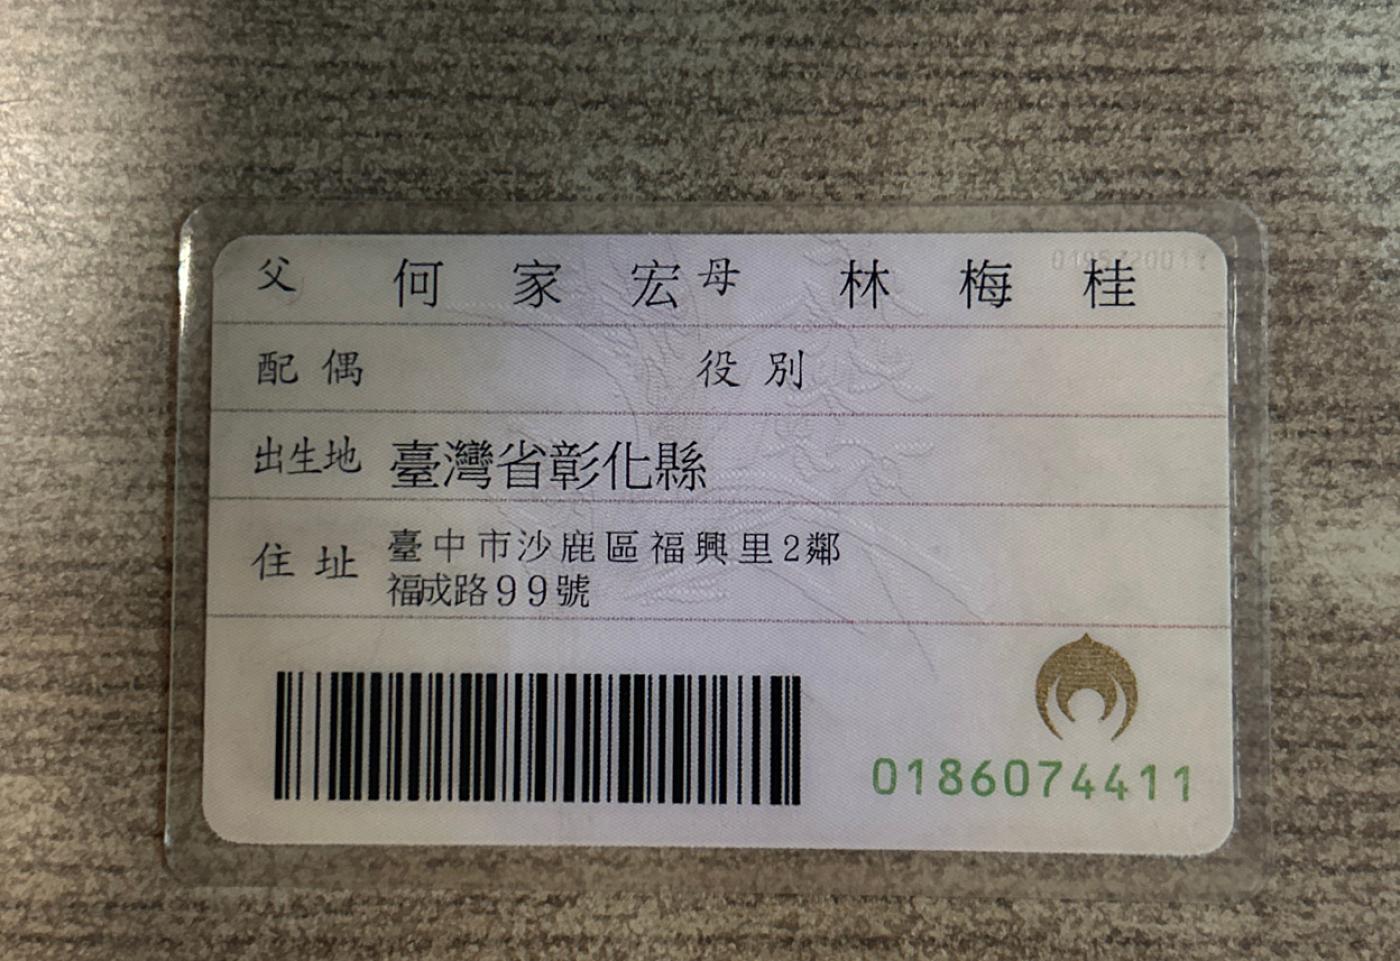 父 何家宏 母 林梅桂
配偶 役別
出生地 臺灣省彰化縣
住址 臺中市沙鹿區福興里2鄰
福成路99號
0186074411